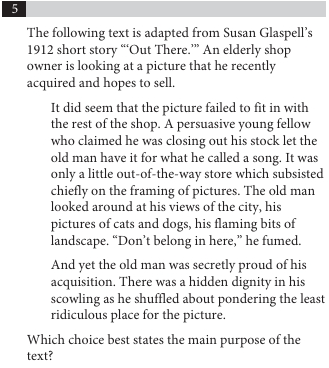 5
The following text is adapted from Susan Glaspell's
1912 short story “‘Out There.’” An elderly shop
owner is looking at a picture that he recently
acquired and hopes to sell.
It did seem that the picture failed to fit in with
the rest of the shop. A persuasive young fellow
who claimed he was closing out his stock let the
old man have it for what he called a song. It was
only a little out-of-the-way store which subsisted
chiefly on the framing of pictures. The old man
looked around at his views of the city, his
pictures of cats and dogs, his flaming bits of
landscape. “Don’t belong in here,” he fumed.
And yet the old man was secretly proud of his
acquisition. There was a hidden dignity in his
scowling as he shuffled about pondering the least
ridiculous place for the picture.
Which choice best states the main purpose of the
text?